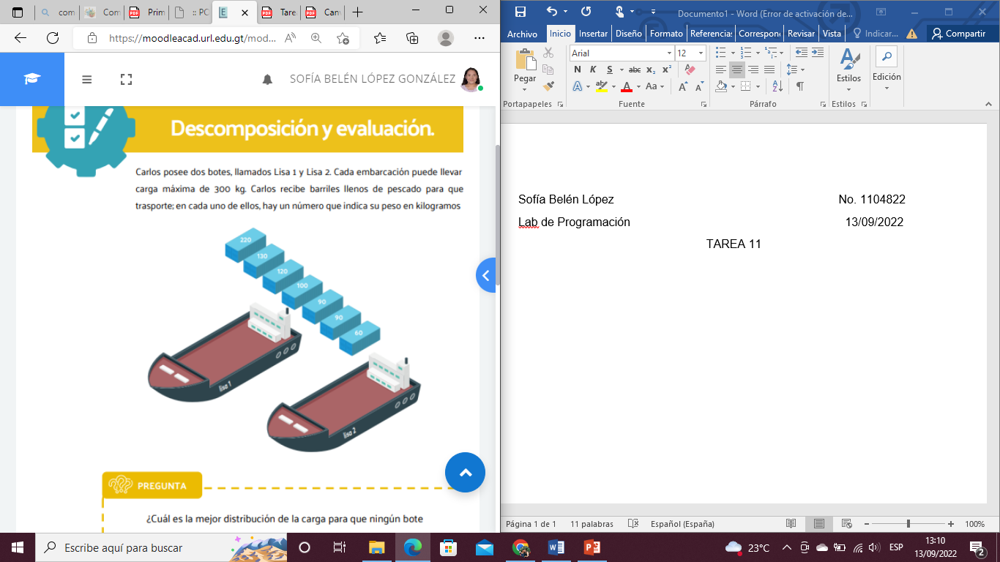 com
Com
Prim
:: PC
E
Tare
Can
https://moodleacad.url.edu.gt/mod...
SOFÍA BELÉN LÓPEZ GONZÁLEZ
Descomposición y evaluación.
Carlos posee dos botes, llamados Lisa 1 y Lisa 2. Cada embarcación puede llevar
carga máxima de 300 kg. Carlos recibe barriles llenos de pescado para que
trasporte; en cada uno de ellos, hay un número que indica su peso en kilogramos
220
130
120
100
90
90
60
lisa 1
lisa 2
PREGUNTA
¿Cuál es la mejor distribución de la carga para que ningún bote
Documento1 - Word (Error de activación de...
Archivo Inicio Insertar Diseño Formato Referencias Correspon Revisar Vista Indicar... Compartir
Pegar
Arial 12
N K S abc x₂ x²
Aa
Estilos
Edición
Portapapeles Fuente Párrafo Estilos
Sofía Belén López No. 1104822
Lab de Programación 13/09/2022
TAREA 11
Página 1 de 1 11 palabras Español (España) 100%
Escribe aquí para buscar
23°C ESP 13:10
13/09/2022
2